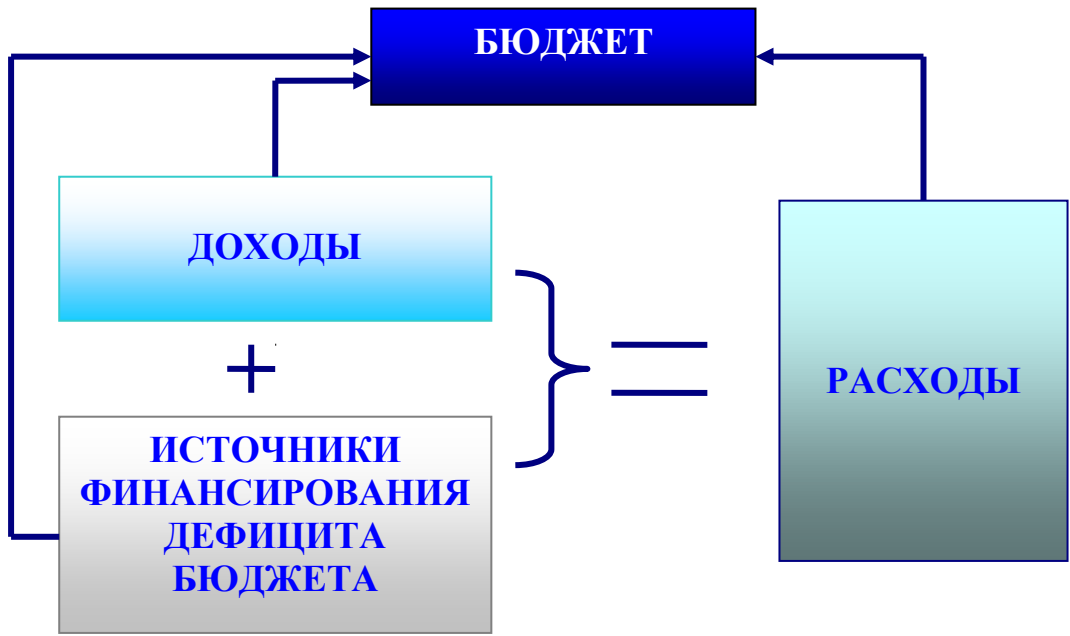 БЮДЖЕТ
ДОХОДЫ
+
=
РАСХОДЫ
ИСТОЧНИКИ
ФИНАНСИРОВАНИЯ
ДЕФИЦИТА
БЮДЖЕТА